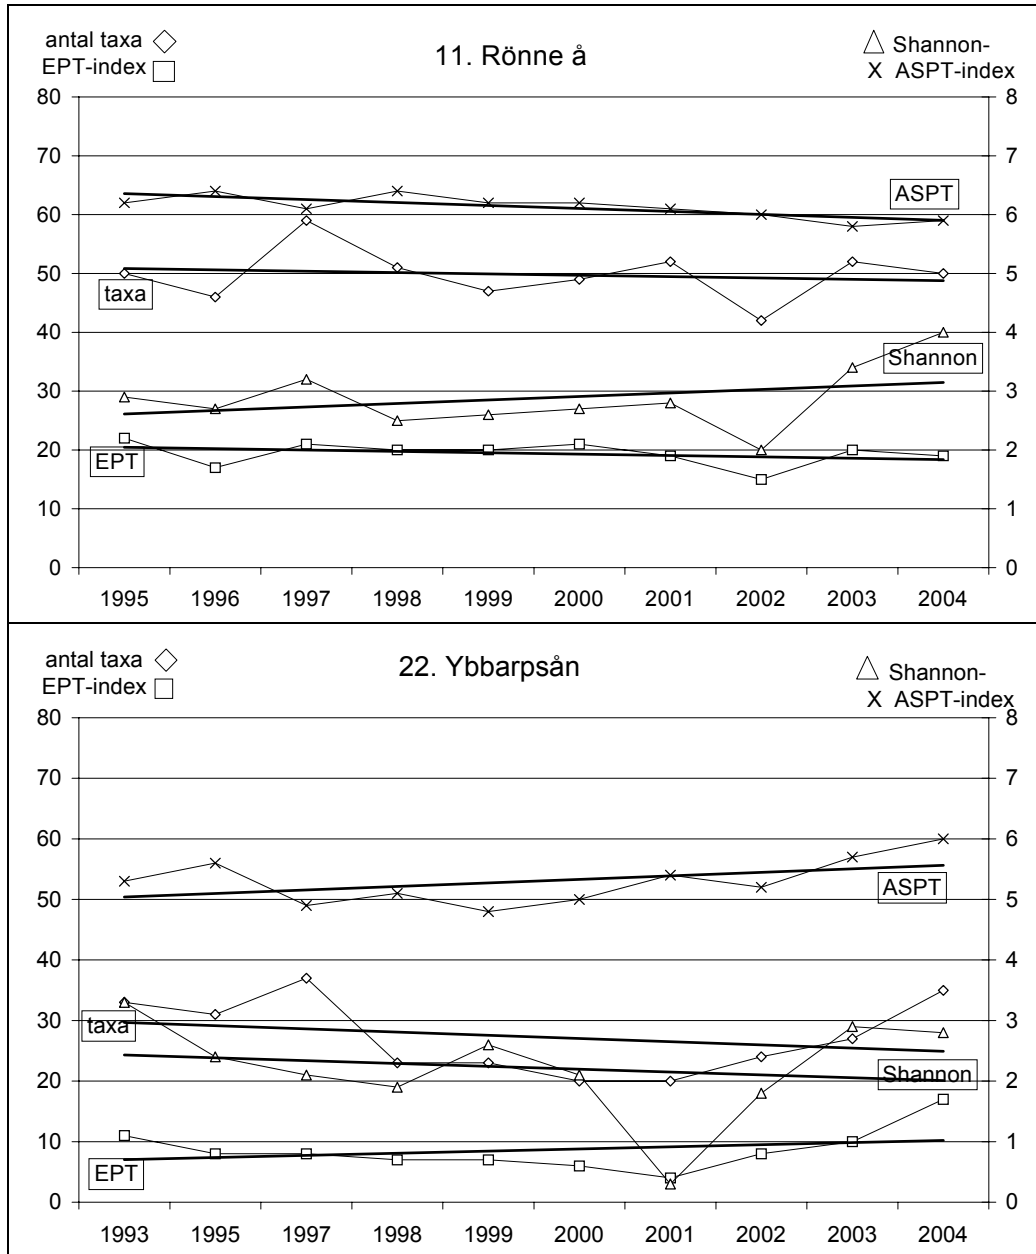 antal taxa
EPT-index
11. Rönne å
Shannon-
X ASPT-index
80 8
70 7
ASPT
60 6
50 5
taxa
40 4
Shannon
30 3
20 2
EPT
10 1
0 0
1995 1996 1997 1998 1999 2000 2001 2002 2003 2004
antal taxa
EPT-index
22. Ybbarpsån
Shannon-
X ASPT-index
80 8
70 7
60 6
ASPT
50 5
40 4
30 3
taxa
20 2
Shannon
10 1
EPT
0 0
1993 1995 1997 1998 1999 2000 2001 2002 2003 2004